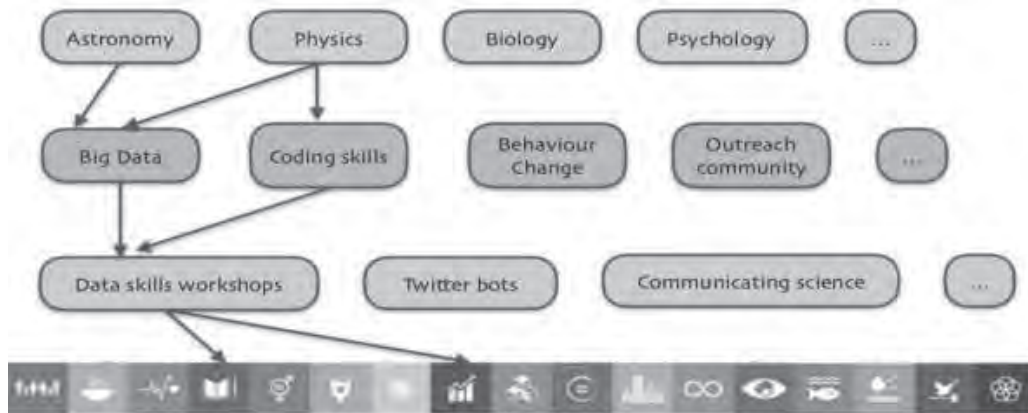 Astronomy
Physics
Biology
Psychology
...
Big Data
Coding skills
Behaviour
Change
Outreach
community
...
Data skills workshops
Twitter bots
Communicating science
...